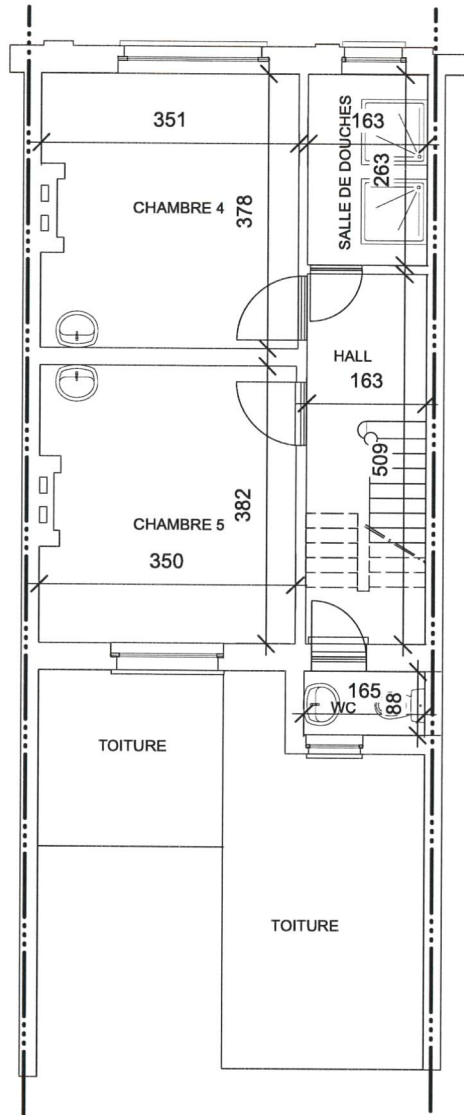 351
163
SALLE DE DOUCHES
263
CHAMBRE 4
378
HALL
163
509
CHAMBRE 5
382
350
165
WC
88
TOITURE
TOITURE